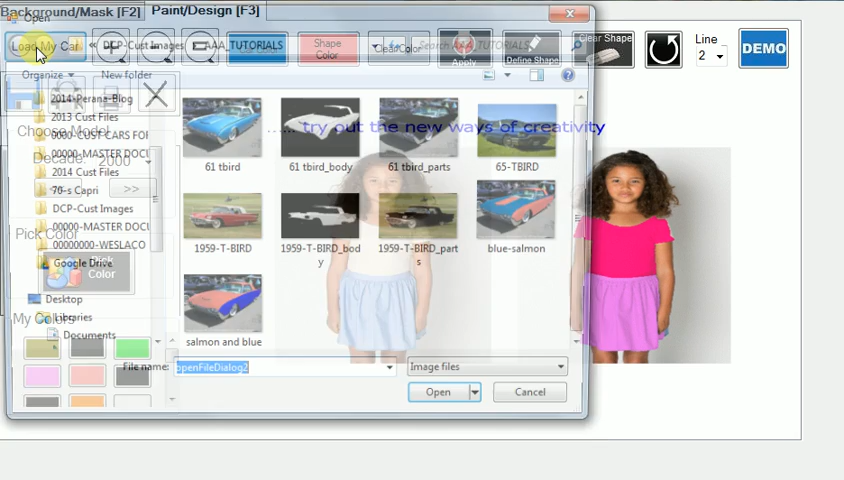 Background/Mask [F2] Paint/Design [F3]
Open
Load My Car « DCP-Cust Images AAA_TUTORIALS Shape Color Clear Color Search AAA_TUTORIALS Apply Define Shape Clear Shape Line 2 DEMO
Organize New folder
2014-Perana-Blog
2013 Cust Files
Choose Model
0000-CUST CARS FOR
...... try out the new ways of creativity
00000-MASTER DOCU
Decade: 2000
61 tbird 61 tbird_body 61 tbird_parts 65-TBIRD
2014 Cust Files
70-s Capri >>
DCP-Cust Images
00000-MASTER DOCU
Pick Color
00000000-WESLACO
1959-T-BIRD 1959-T-BIRD_body 1959-T-BIRD_parts blue-salmon
Google Drive
Pick Color
Desktop
My Colors
Libraries
Documents
salmon and blue
File name: openFileDialog2 Image files
Open Cancel